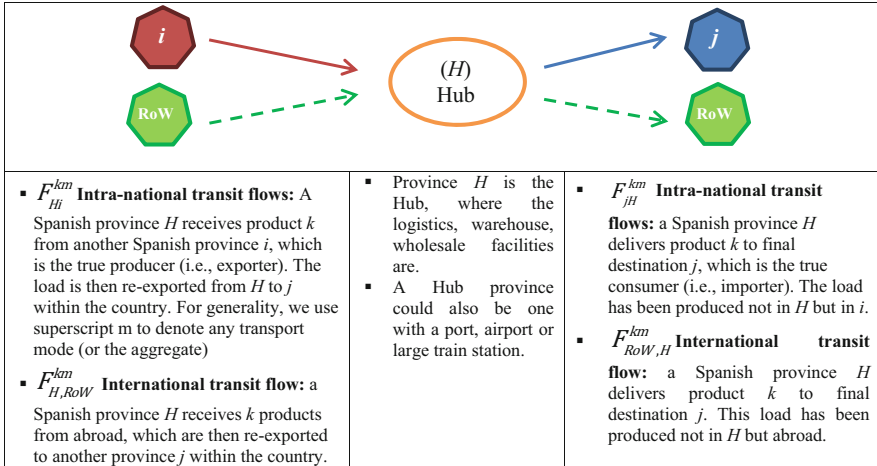 i
(H)
Hub
j
RoW
RoW
▪ F_{Hi}^{km} Intra-national transit flows: A
Spanish province H receives product k
from another Spanish province i, which
is the true producer (i.e., exporter). The
load is then re-exported from H to j
within the country. For generality, we use
superscript m to denote any transport
mode (or the aggregate)
▪ F_{H,RoW}^{km} International transit flow: a
Spanish province H receives k products
from abroad, which are then re-exported
to another province j within the country.
▪ Province H is the
Hub, where the
logistics, warehouse,
wholesale facilities
are.
▪ A Hub province
could also be one
with a port, airport or
large train station.
▪ F_{jH}^{km} Intra-national transit
flows: a Spanish province H
delivers product k to final
destination j, which is the true
consumer (i.e., importer). The load
has been produced not in H but in i.
▪ F_{RoW,H}^{km} International transit
flow: a Spanish province H
delivers product k to final
destination j. This load has been
produced not in H but abroad.